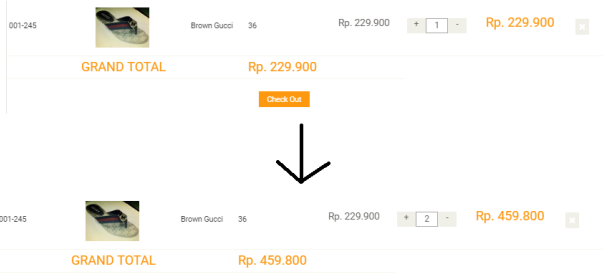 001-245 Brown Gucci 36 Rp. 229.900 + 1 - Rp. 229.900 x
GRAND TOTAL Rp. 229.900
Check Out
001-245 Brown Gucci 36 Rp. 229.900 + 2 - Rp. 459.800 x
GRAND TOTAL Rp. 459.800